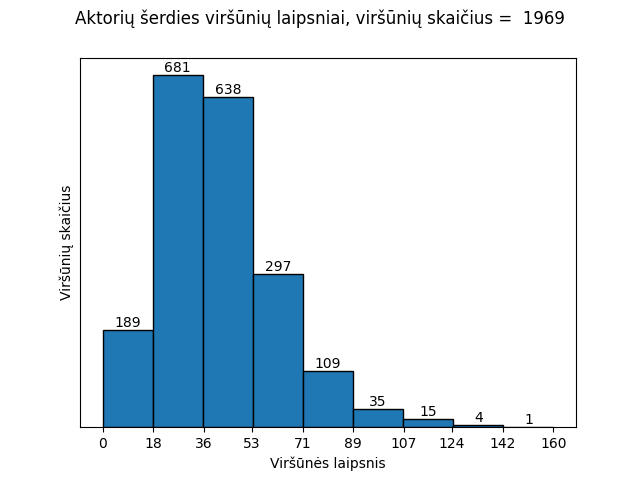 Aktorių šerdies viršūnių laipsniai, viršūnių skaičius =  1969
681
638
297
189
109
35
15
4
1
Viršūnių skaičius
0 18 36 53 71 89 107 124 142 160
Viršūnės laipsnis